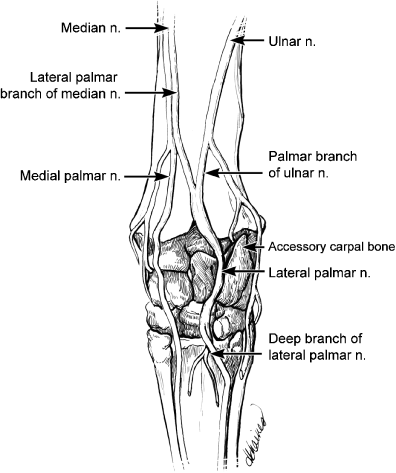 Median n.
Ulnar n.
Lateral palmar
branch of median n.
Palmar branch
of ulnar n.
Medial palmar n.
Accessory carpal bone
Lateral palmar n.
Deep branch of
lateral palmar n.